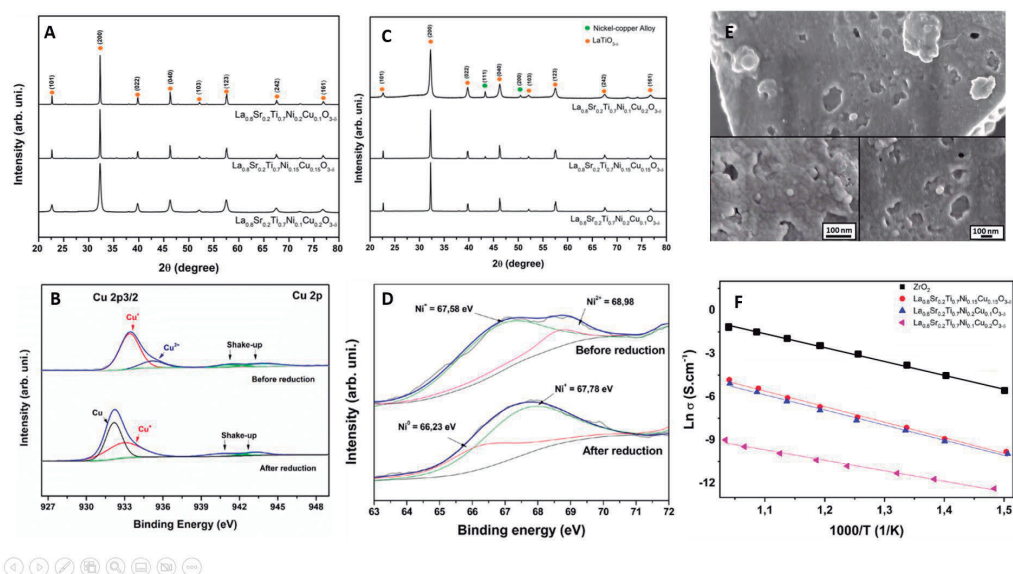 A
Intensity (arb. uni.)
(101)
(200)
(022)
(040)
(103)
(123)
(242)
(161)
La0.8Sr0.2Ti0.7Ni0.2Cu0.1O3-δ
La0.8Sr0.2Ti0.7Ni0.15Cu0.15O3-δ
La0.8Sr0.2Ti0.7Ni0.1Cu0.2O3-δ
20 25 30 35 40 45 50 55 60 65 70 75 80
2θ (degree)
C
Intensity (arb. uni.)
Nickel-copper Alloy
LaTiO3-δ
(101)
(200)
(022)
(111)
(040)
(200)
(103)
(123)
(242)
(161)
La0.8Sr0.2Ti0.7Ni0.1Cu0.2O3-δ
La0.8Sr0.2Ti0.7Ni0.15Cu0.15O3-δ
La0.8Sr0.2Ti0.7Ni0.2Cu0.1O3-δ
20 25 30 35 40 45 50 55 60 65 70 75 80
2θ (degree)
E
100 nm
100 nm
B
Cu 2p3/2
Cu 2p
Intensity (arb. uni.)
Cu+
Cu2+
Shake-up
Before reduction
Cu
Cu+
Shake-up
After reduction
927 930 933 936 939 942 945 948
Binding Energy (eV)
D
Intensity (arb. uni.)
Ni+ = 67,58 eV
Ni2+ = 68,98
Before reduction
Ni+ = 67,78 eV
Ni0 = 66,23 eV
After reduction
63 64 65 66 67 68 69 70 71 72
Binding energy (eV)
F
ZrO2
La0.8Sr0.2Ti0.7Ni0.15Cu0.15O3-δ
La0.8Sr0.2Ti0.7Ni0.2Cu0.1O3-δ
La0.8Sr0.2Ti0.7Ni0.1Cu0.2O3-δ
Ln σ (S.cm-1)
0
-3
-6
-9
-12
1,1 1,2 1,3 1,4 1,5
1000/T (1/K)